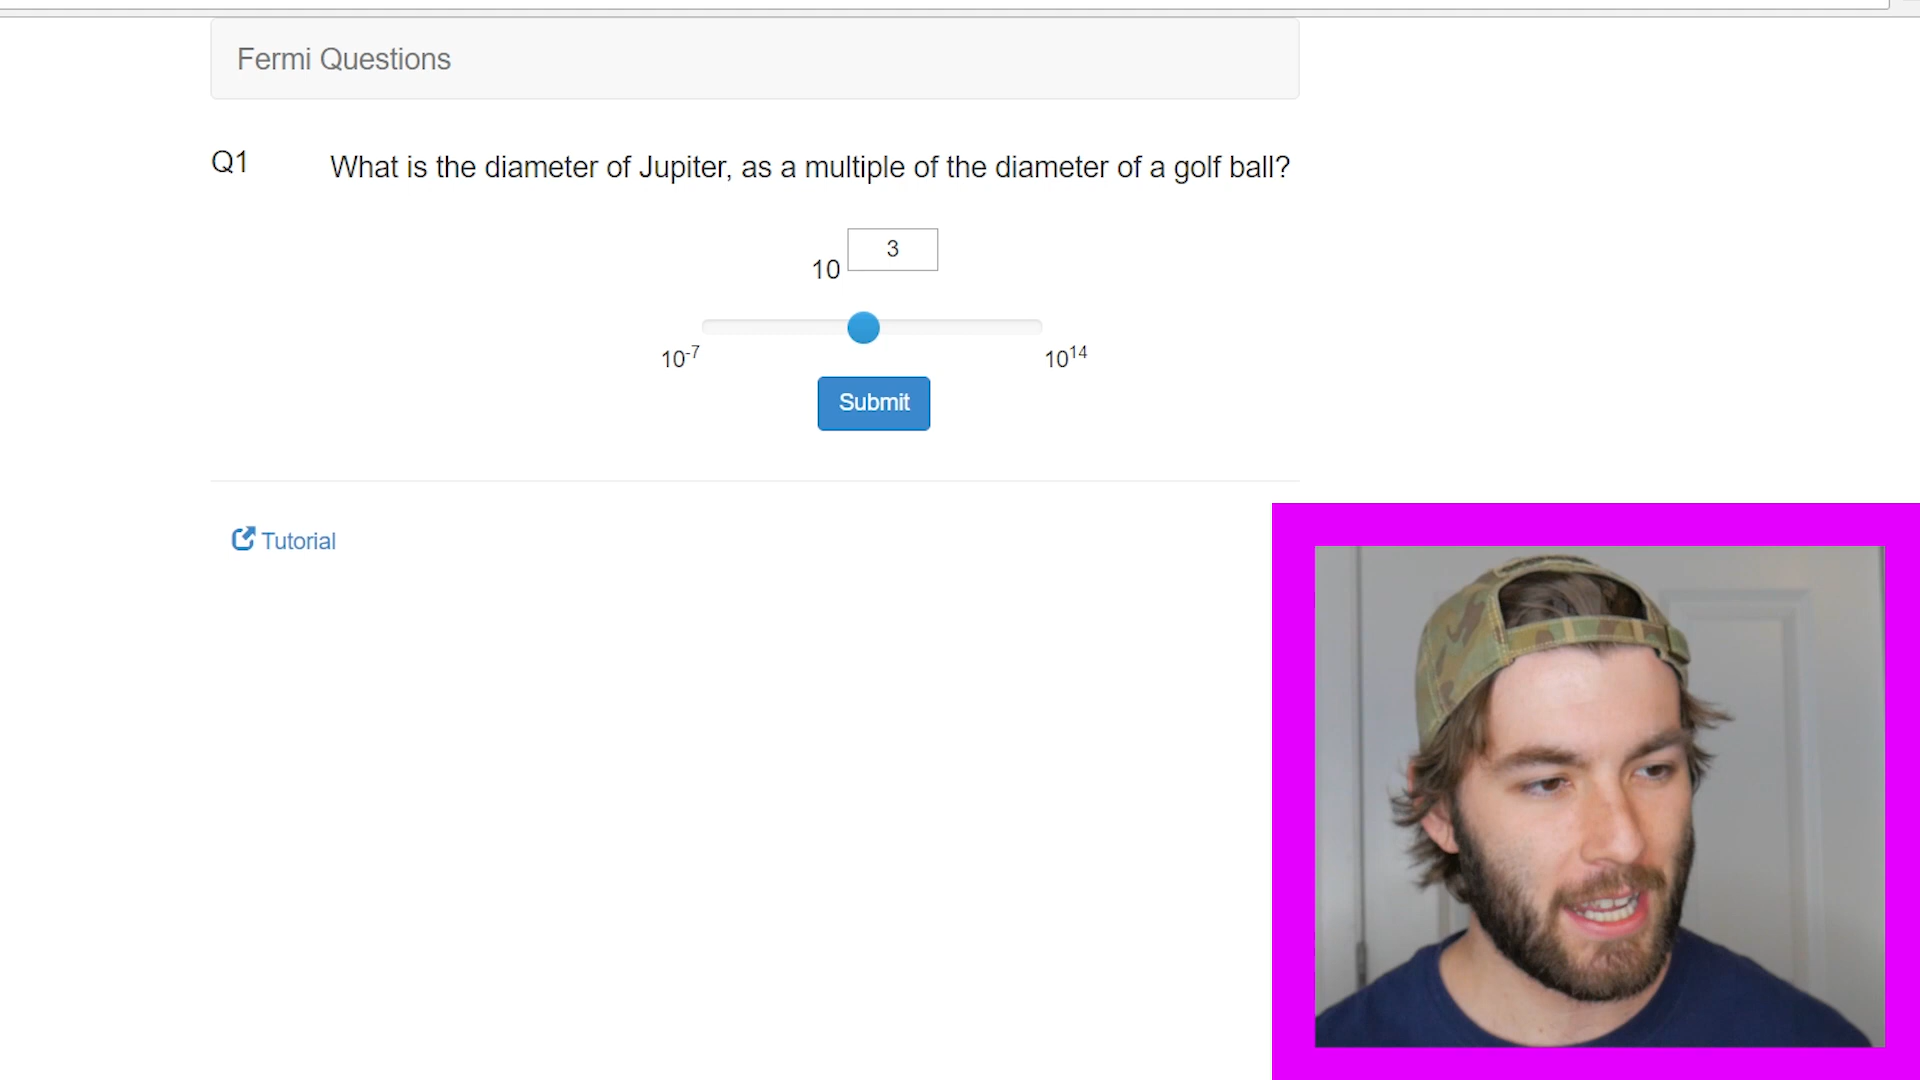 Fermi Questions
Q1 What is the diameter of Jupiter, as a multiple of the diameter of a golf ball?
10 3
10-7 1014
Submit
Tutorial